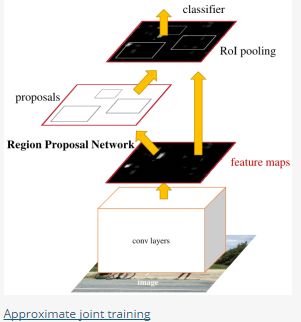 classifier
RoI pooling
proposals
Region Proposal Network
feature maps
conv layers
image
Approximate joint training